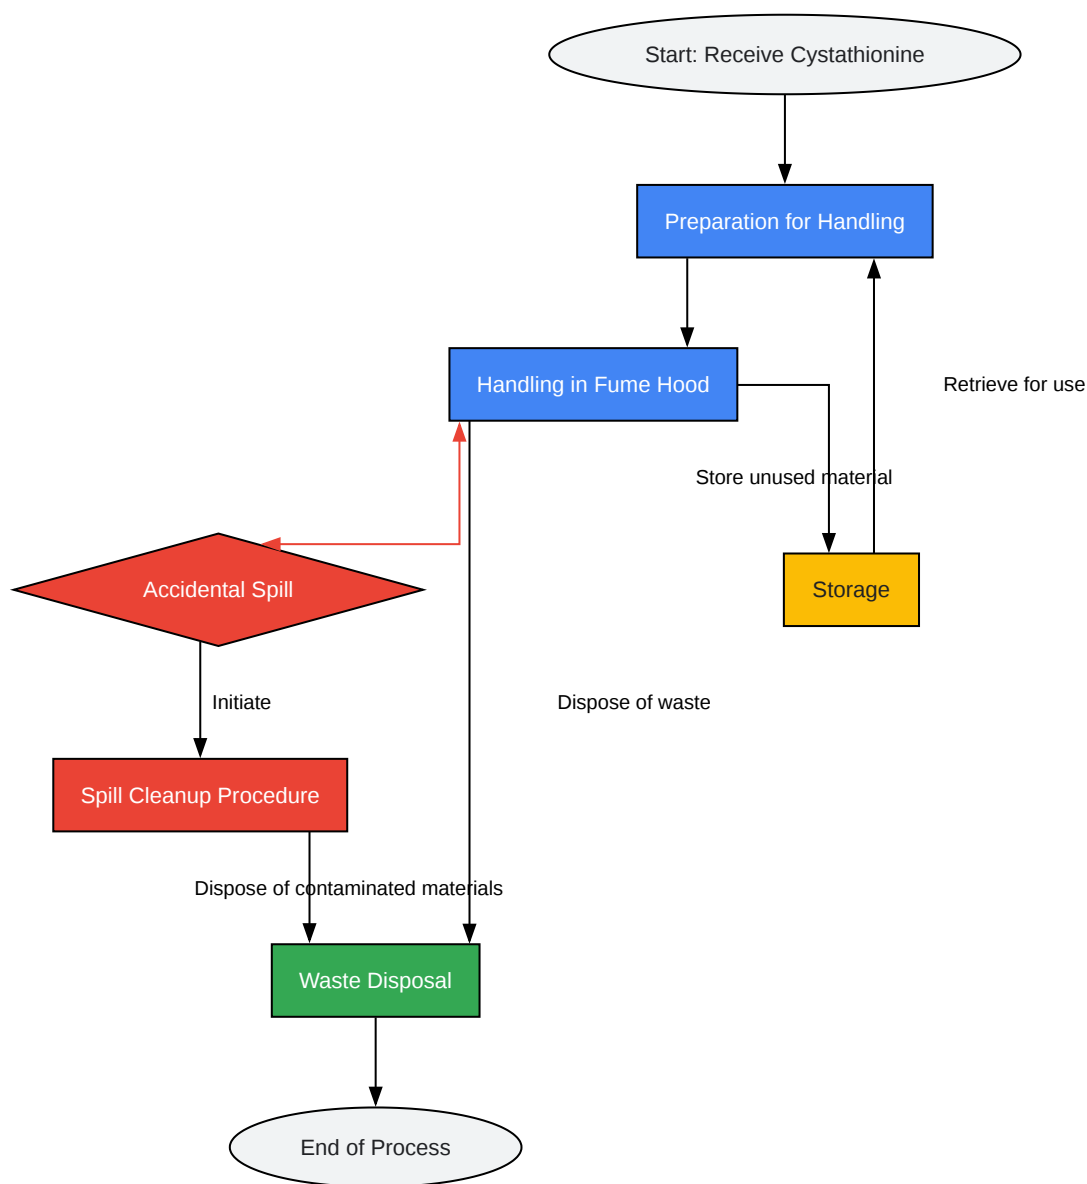 Start: Receive Cystathionine
Preparation for Handling
Handling in Fume Hood
Retrieve for use
Store unused material
Accidental Spill
Storage
Initiate
Dispose of waste
Spill Cleanup Procedure
Dispose of contaminated materials
Waste Disposal
End of Process